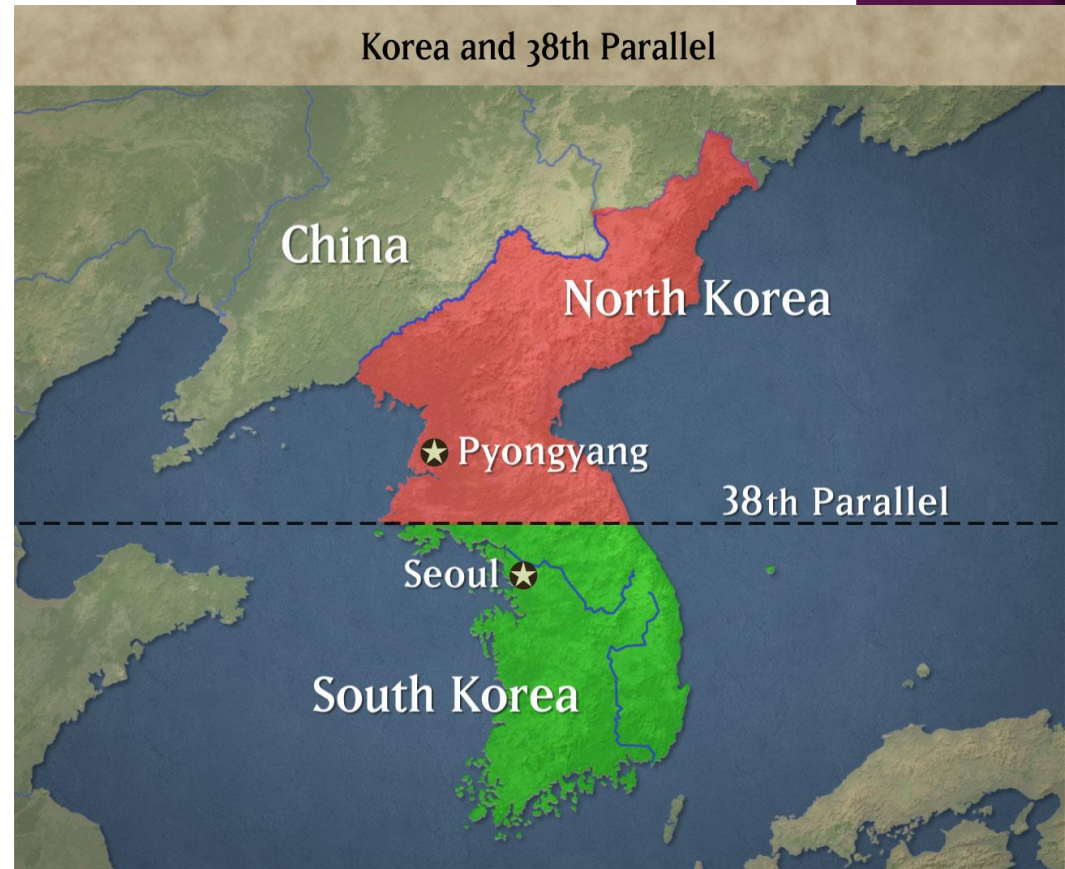 Korea and 38th Parallel
China
North Korea
Pyongyang
38th Parallel
Seoul
South Korea